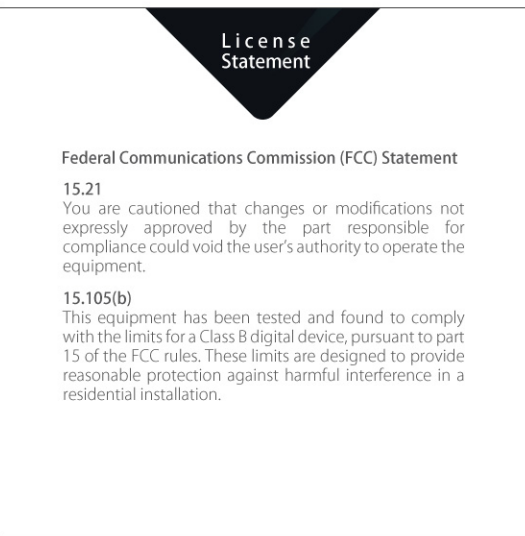 License
Statement
Federal Communications Commission (FCC) Statement
15.21
You are cautioned that changes or modifications not
expressly approved by the part responsible for
compliance could void the user's authority to operate the
equipment.
15.105(b)
This equipment has been tested and found to comply
with the limits for a Class B digital device, pursuant to part
15 of the FCC rules. These limits are designed to provide
reasonable protection against harmful interference in a
residential installation.